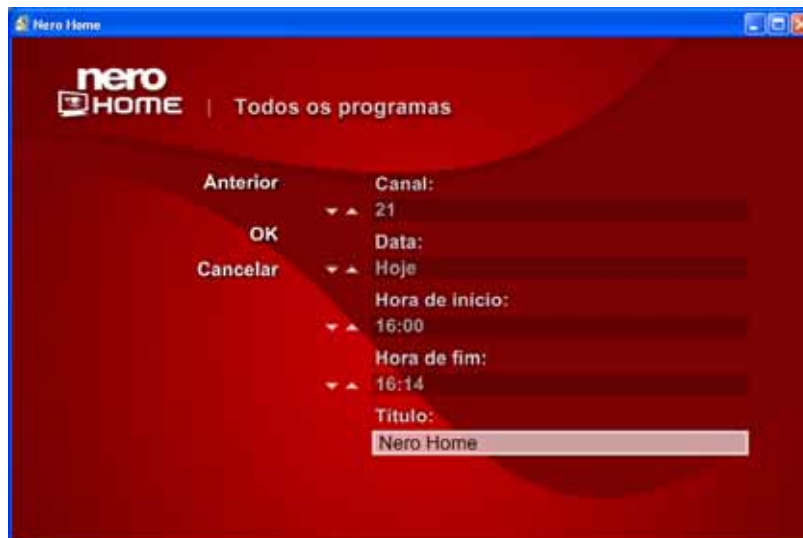 Nero Home
nero
HOME | Todos os programas
Anterior
OK
Cancelar
Canal:
21
Data:
Hoje
Hora de início:
16:00
Hora de fim:
16:14
Título:
Nero Home